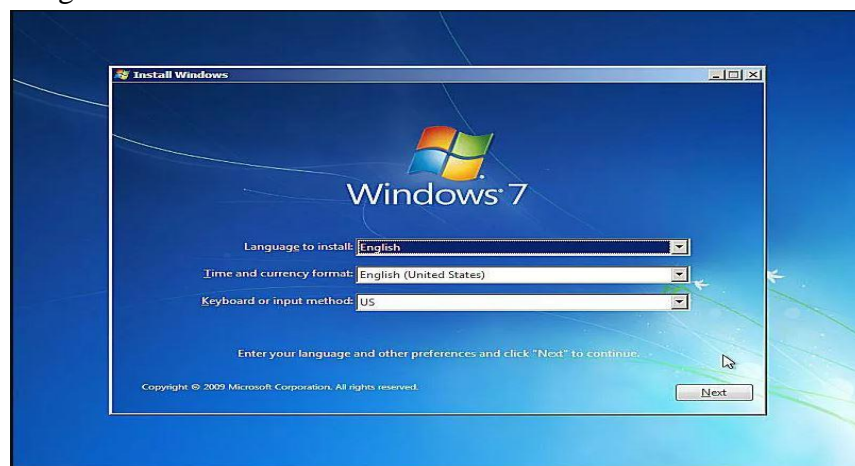 Install Windows
Windows 7
Language to install: English
Time and currency format: English (United States)
Keyboard or input method: US
Enter your language and other preferences and click "Next" to continue.
Copyright © 2009 Microsoft Corporation. All rights reserved.
Next